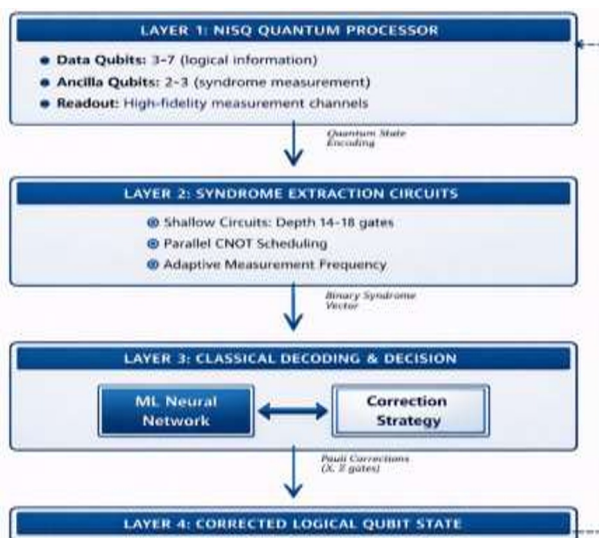 LAYER 1: NISQ QUANTUM PROCESSOR
Data Qubits: 3–7 (logical information)
Ancilla Qubits: 2–3 (syndrome measurement)
Readout: High-fidelity measurement channels
Quantum State
Encoding
LAYER 2: SYNDROME EXTRACTION CIRCUITS
Shallow Circuits: Depth 14–18 gates
Parallel CNOT Scheduling
Adaptive Measurement Frequency
Binary Syndrome
Vector
LAYER 3: CLASSICAL DECODING & DECISION
ML Neural
Network
Correction
Strategy
Pauli Corrections
(X, Z gates)
LAYER 4: CORRECTED LOGICAL QUBIT STATE